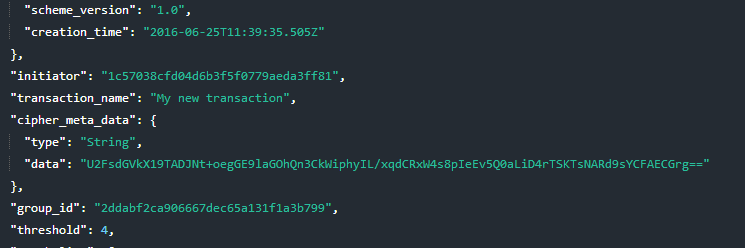 "scheme_version": "1.0",
"creation_time": "2016-06-25T11:39:35.505Z"
},
"initiator": "1c57038cfd04d6b3f5f0779aeda3ff81",
"transaction_name": "My new transaction",
"cipher_meta_data": {
"type": "String",
"data": "U2FsdGVkX19TADJNt+oegGE9laGOhQn3CkWiphyIL/xqdCRxW4s8pIeEv5Q0aLiD4rTSKTsNARd9sYCFAECGrg=="
},
"group_id": "2ddabf2ca906667dec65a131f1a3b799",
"threshold": 4,